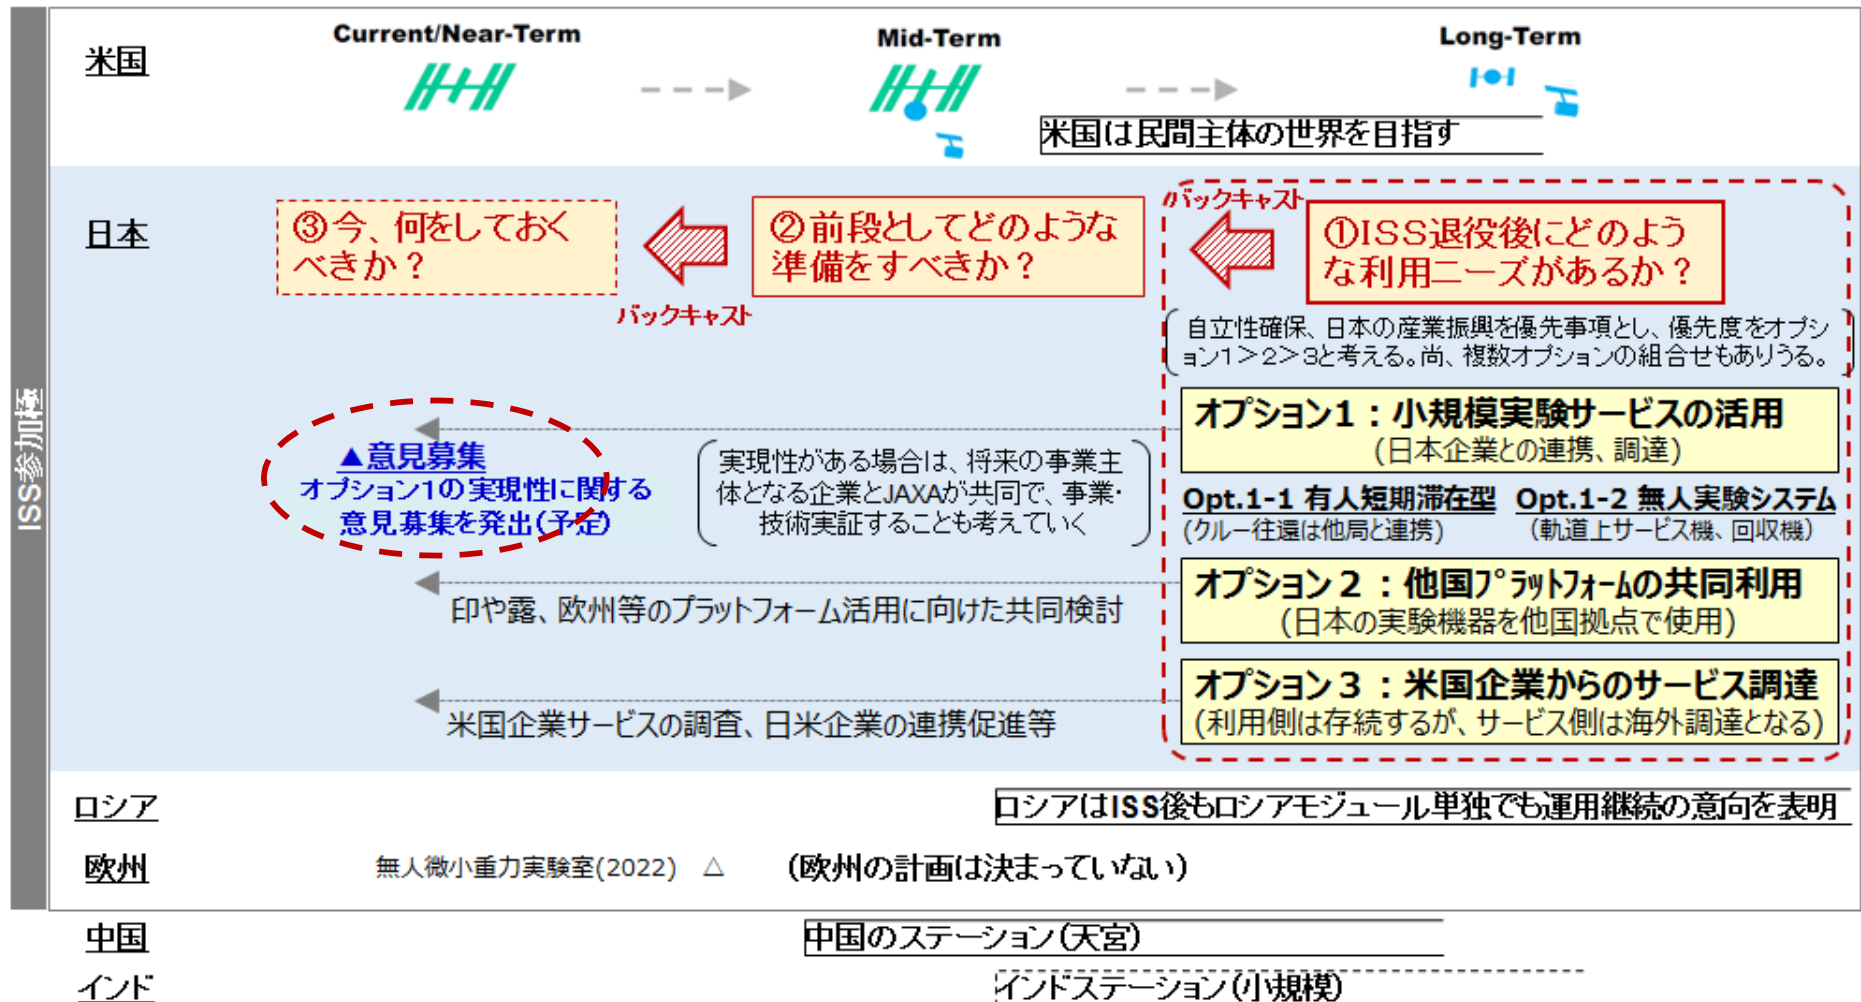 ISS参加極
米国
Current/Near-Term
Mid-Term
Long-Term
米国は民間主体の世界を目指す
日本
③今、何をしておく
べきか？
バックキャスト
②前段としてどのような
準備をすべきか？
バックキャスト
①ISS退役後にどのよう
な利用ニーズがあるか？
自立性確保、日本の産業振興を優先事項とし、優先度をオプシ
ョン1＞2＞3と考える。尚、複数オプションの組合せもありうる。
オプション1：小規模実験サービスの活用
(日本企業との連携、調達)
▲意見募集
オプション1の実現性に関する
意見募集を発出(予定)
実現性がある場合は、将来の事業主
体となる企業とJAXAが共同で、事業・
技術実証することも考えていく
Opt.1-1 有人短期滞在型
(クルー往還は他局と連携)
Opt.1-2 無人実験システム
(軌道上サービス機、回収機)
オプション２：他国プラットフォームの共同利用
(日本の実験機器を他国拠点で使用)
印や露、欧州等のプラットフォーム活用に向けた共同検討
オプション３：米国企業からのサービス調達
(利用側は存続するが、サービス側は海外調達となる)
米国企業サービスの調査、日米企業の連携促進等
ロシア
ロシアはISS後もロシアモジュール単独でも運用継続の意向を表明
欧州
無人微小重力実験室(2022) △
(欧州の計画は決まっていない)
中国
中国のステーション(天宮)
インド
インドステーション(小規模)